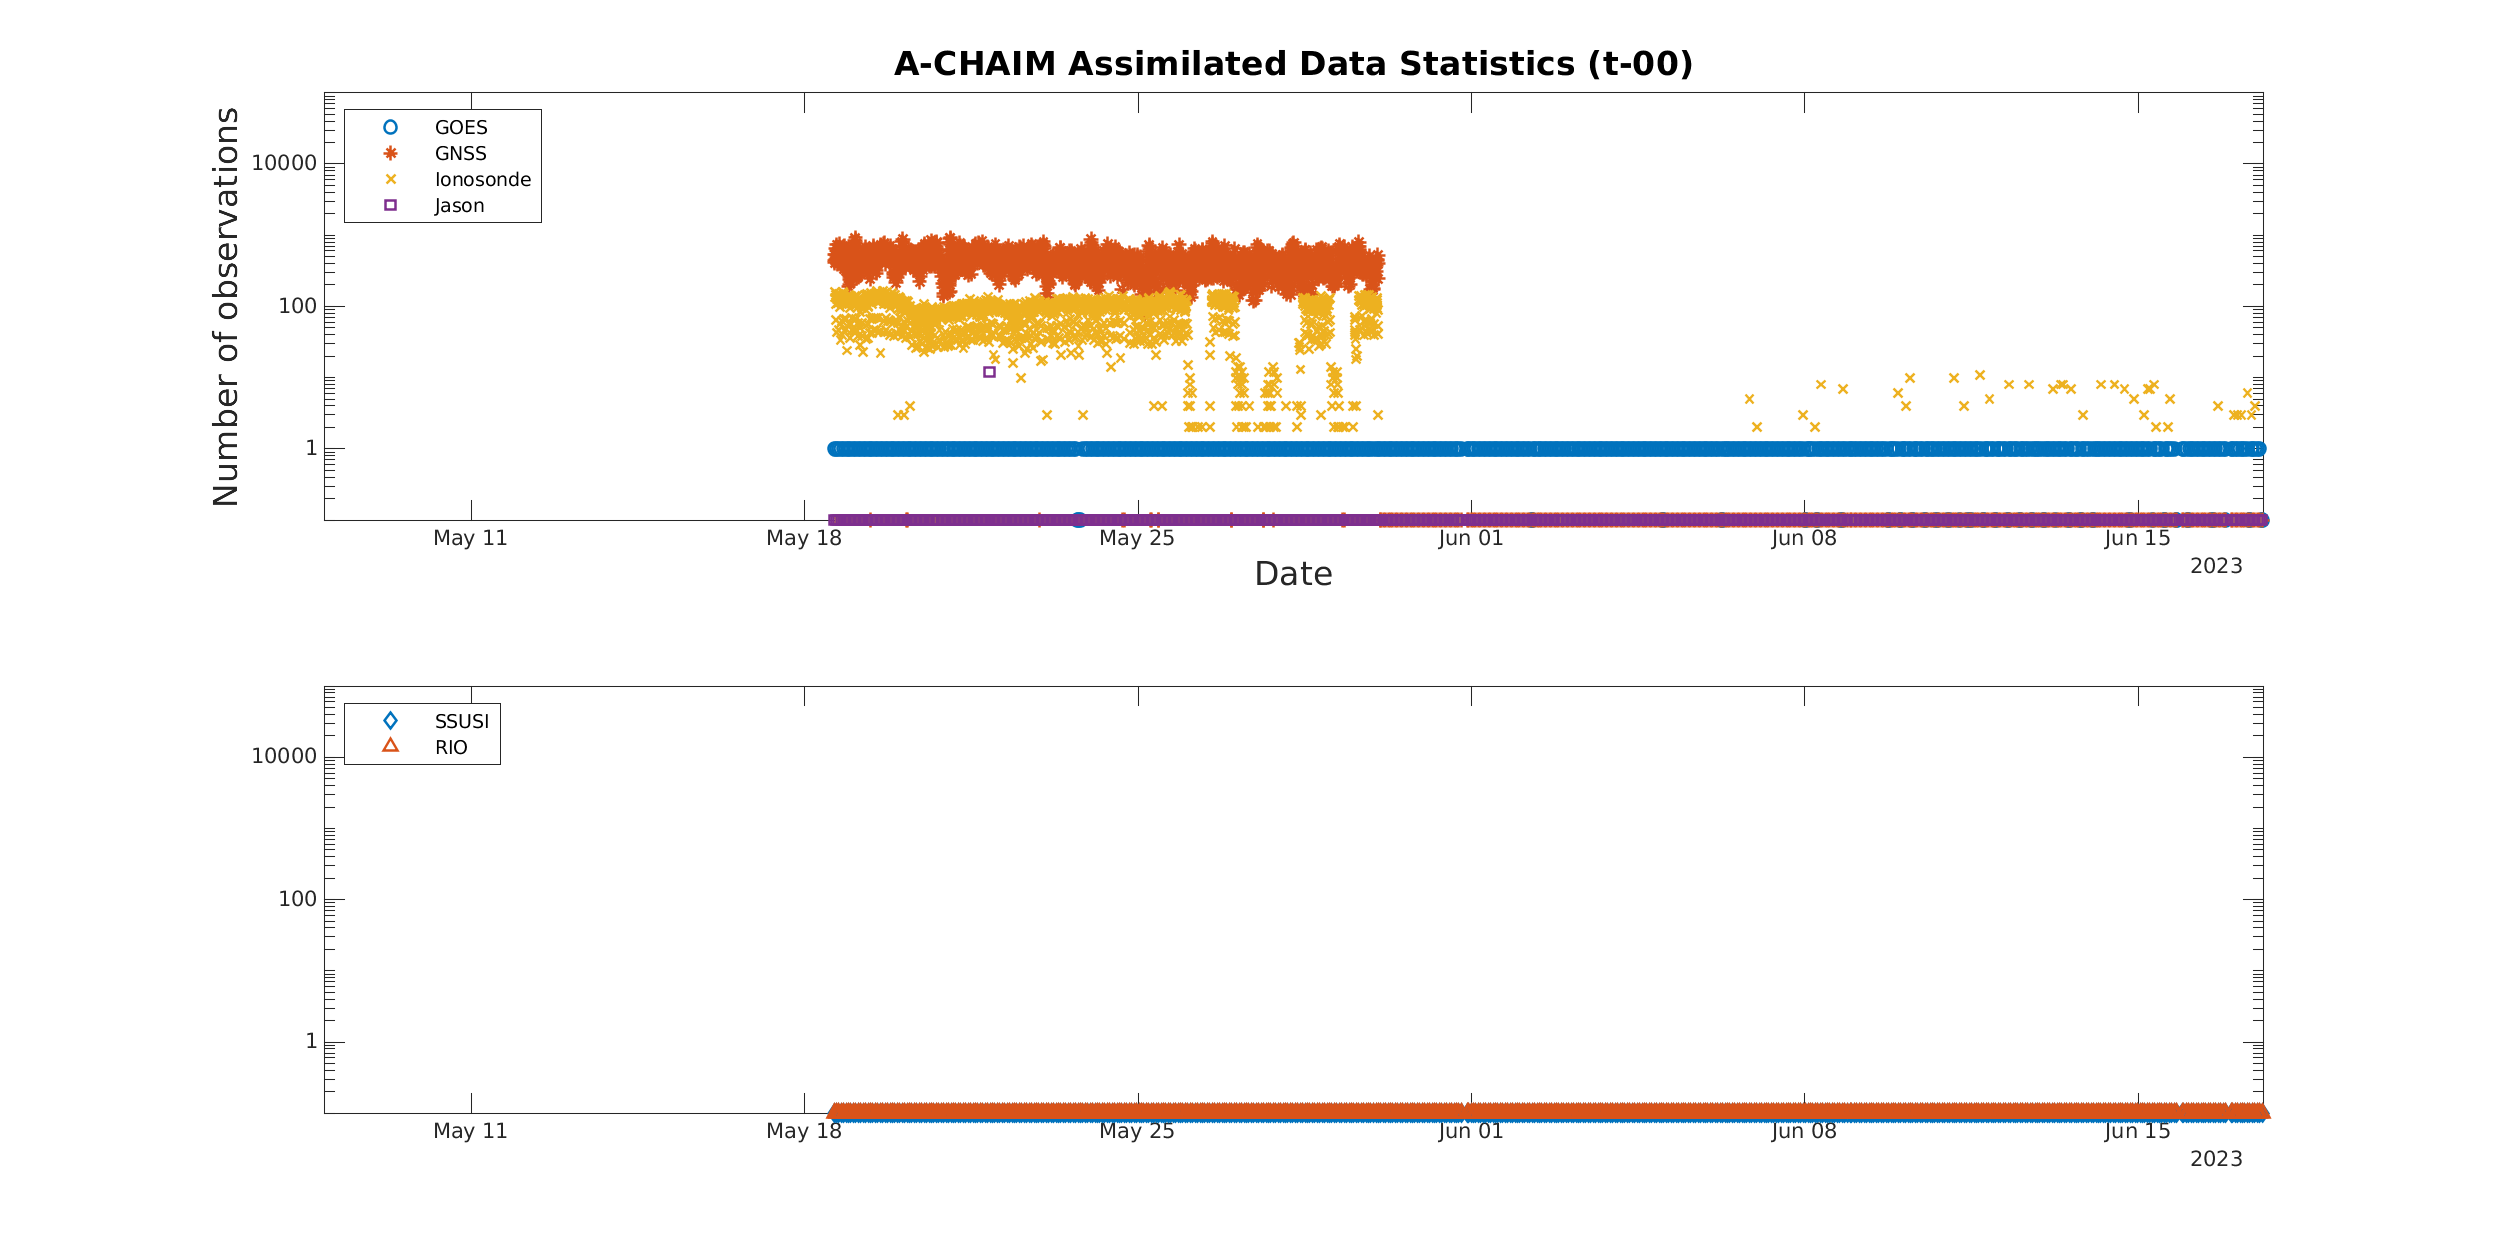 A-CHAIM Assimilated Data Statistics (t-00)
Number of observations
GOES
GNSS
Ionosonde
Jason
10000
100
1
May 11 May 18 May 25 Jun 01 Jun 08 Jun 15
2023
Date
SSUSI
RIO
10000
100
1
May 11 May 18 May 25 Jun 01 Jun 08 Jun 15
2023